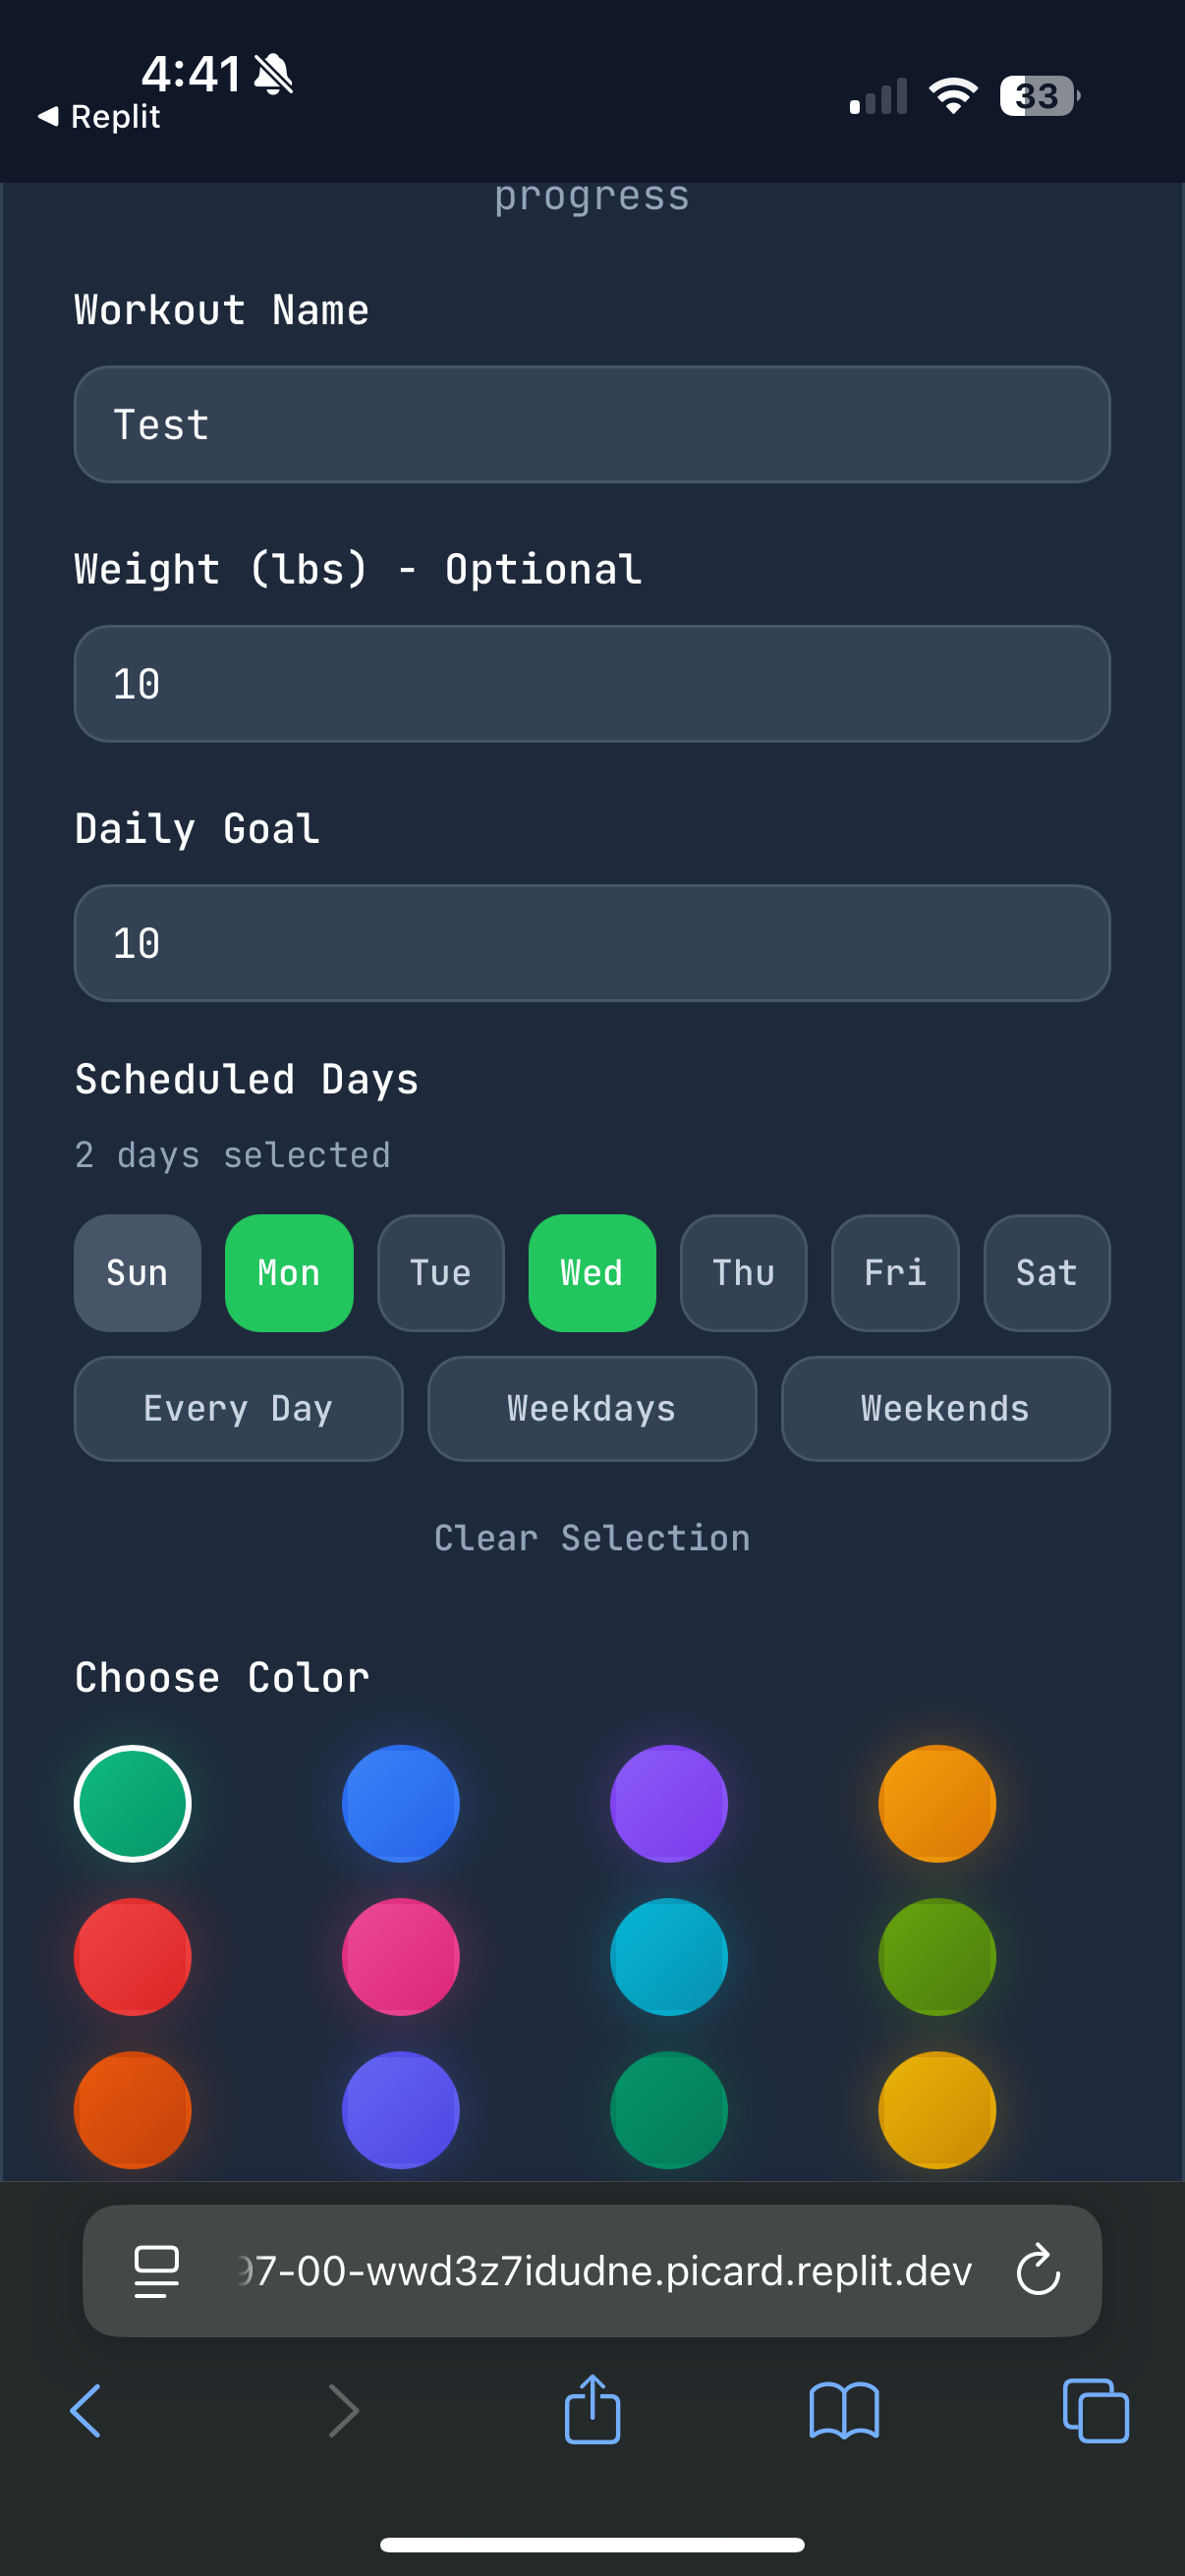 4:41
Replit
33
progress
Workout Name
Test
Weight (lbs) - Optional
10
Daily Goal
10
Scheduled Days
2 days selected
Sun Mon Tue Wed Thu Fri Sat
Every Day Weekdays Weekends
Clear Selection
Choose Color
97-00-wwd3z7idudne.picard.replit.dev